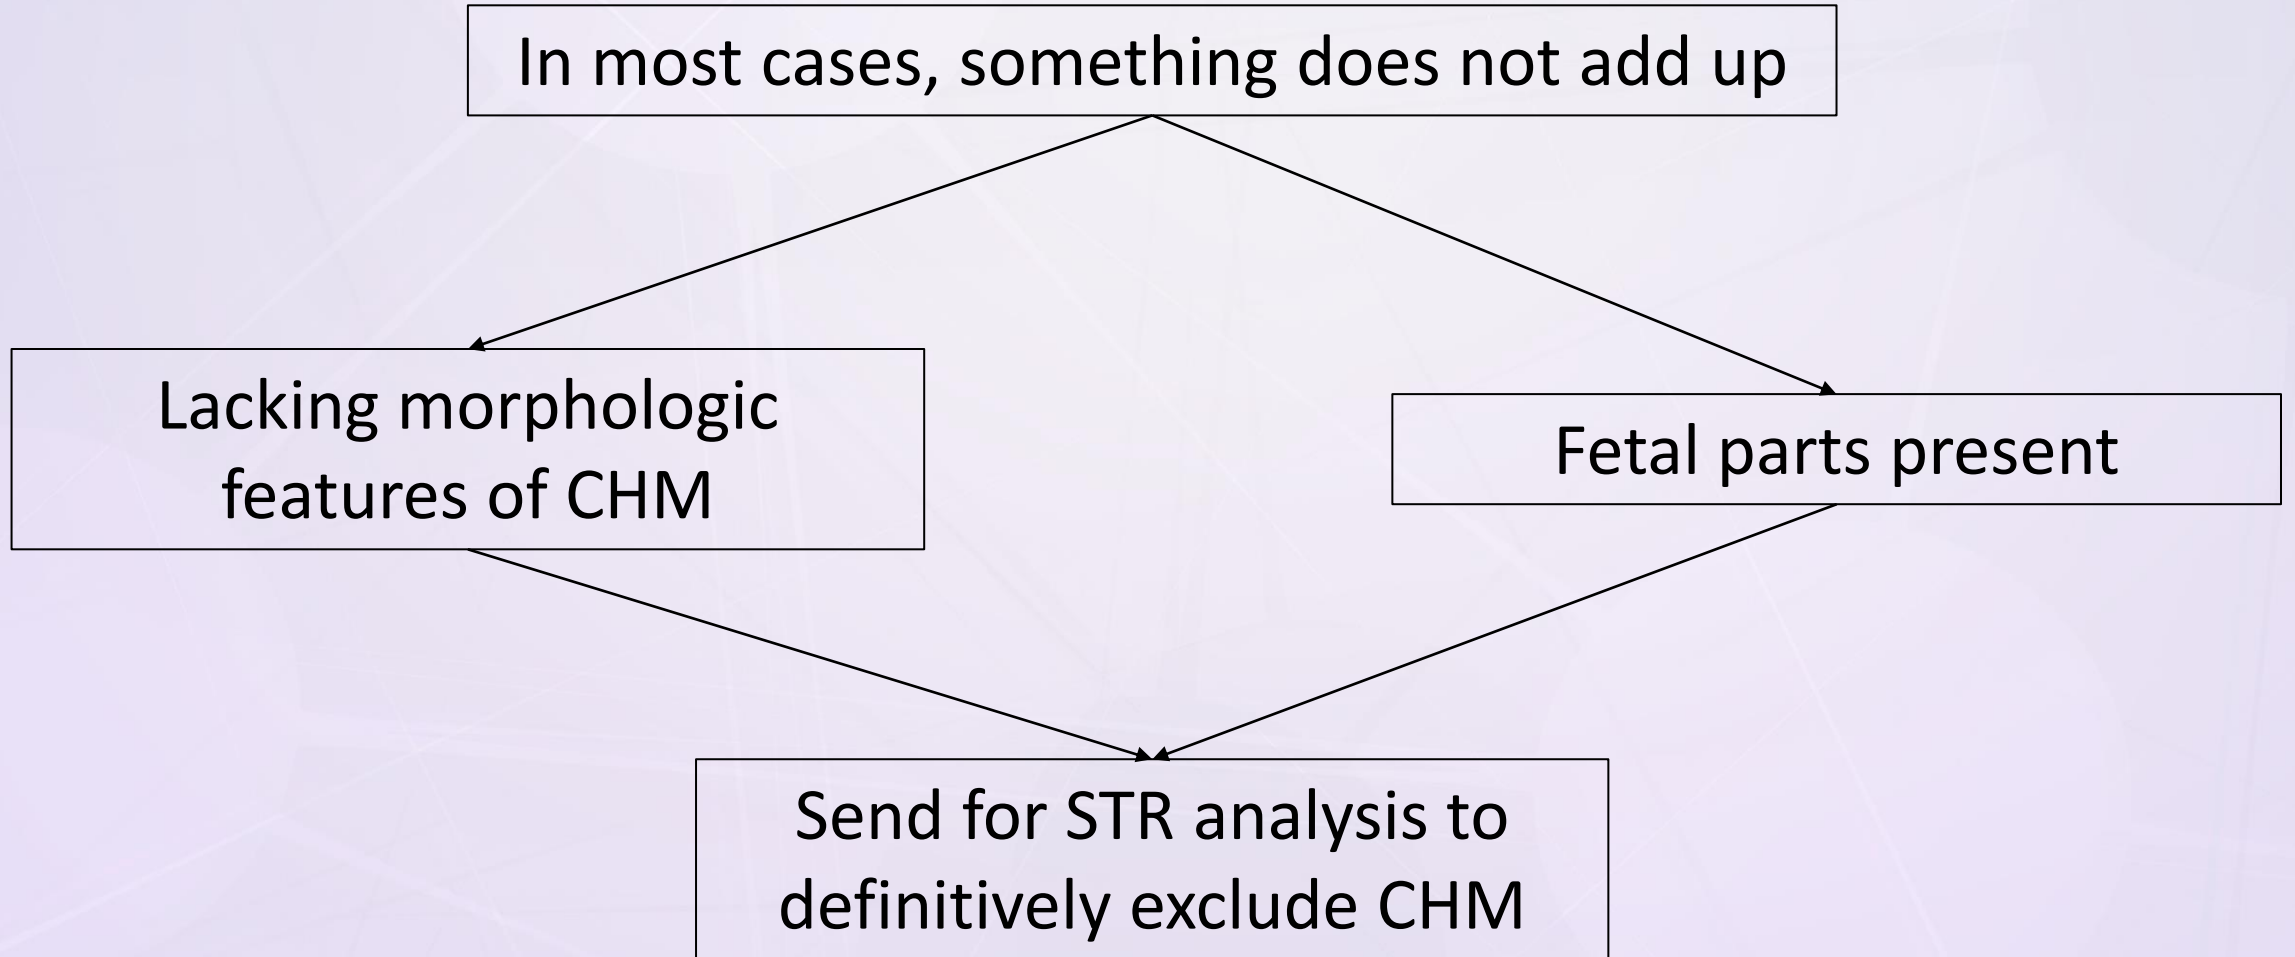 In most cases, something does not add up
Lacking morphologic
features of CHM
Fetal parts present
Send for STR analysis to
definitively exclude CHM